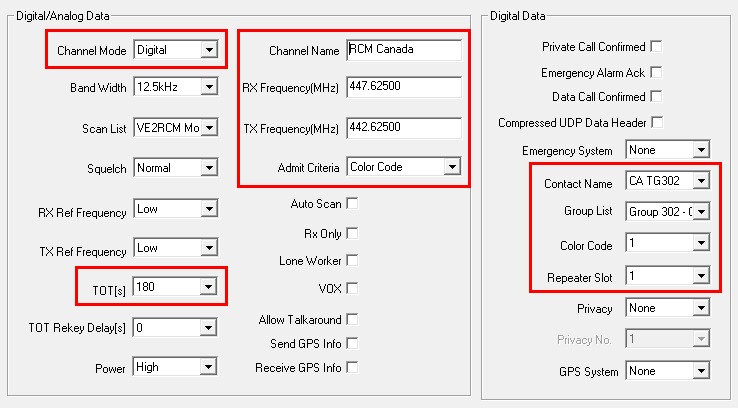 Digital/Analog Data
Channel Mode Digital
Band Width 12.5kHz
Scan List VE2RCM Mo
Squelch Normal
RX Ref Frequency Low
TX Ref Frequency Low
TOT[s] 180
TOT Rekey Delay[s] 0
Power High
Channel Name RCM Canada
RX Frequency(MHz) 447.62500
TX Frequency(MHz) 442.62500
Admit Criteria Color Code
Auto Scan
Rx Only
Lone Worker
VOX
Allow Talkaround
Send GPS Info
Receive GPS Info
Digital Data
Private Call Confirmed
Emergency Alarm Ack
Data Call Confirmed
Compressed UDP Data Header
Emergency System None
Contact Name CA TG302
Group List Group 302 - 
Color Code 1
Repeater Slot 1
Privacy None
Privacy No. 1
GPS System None